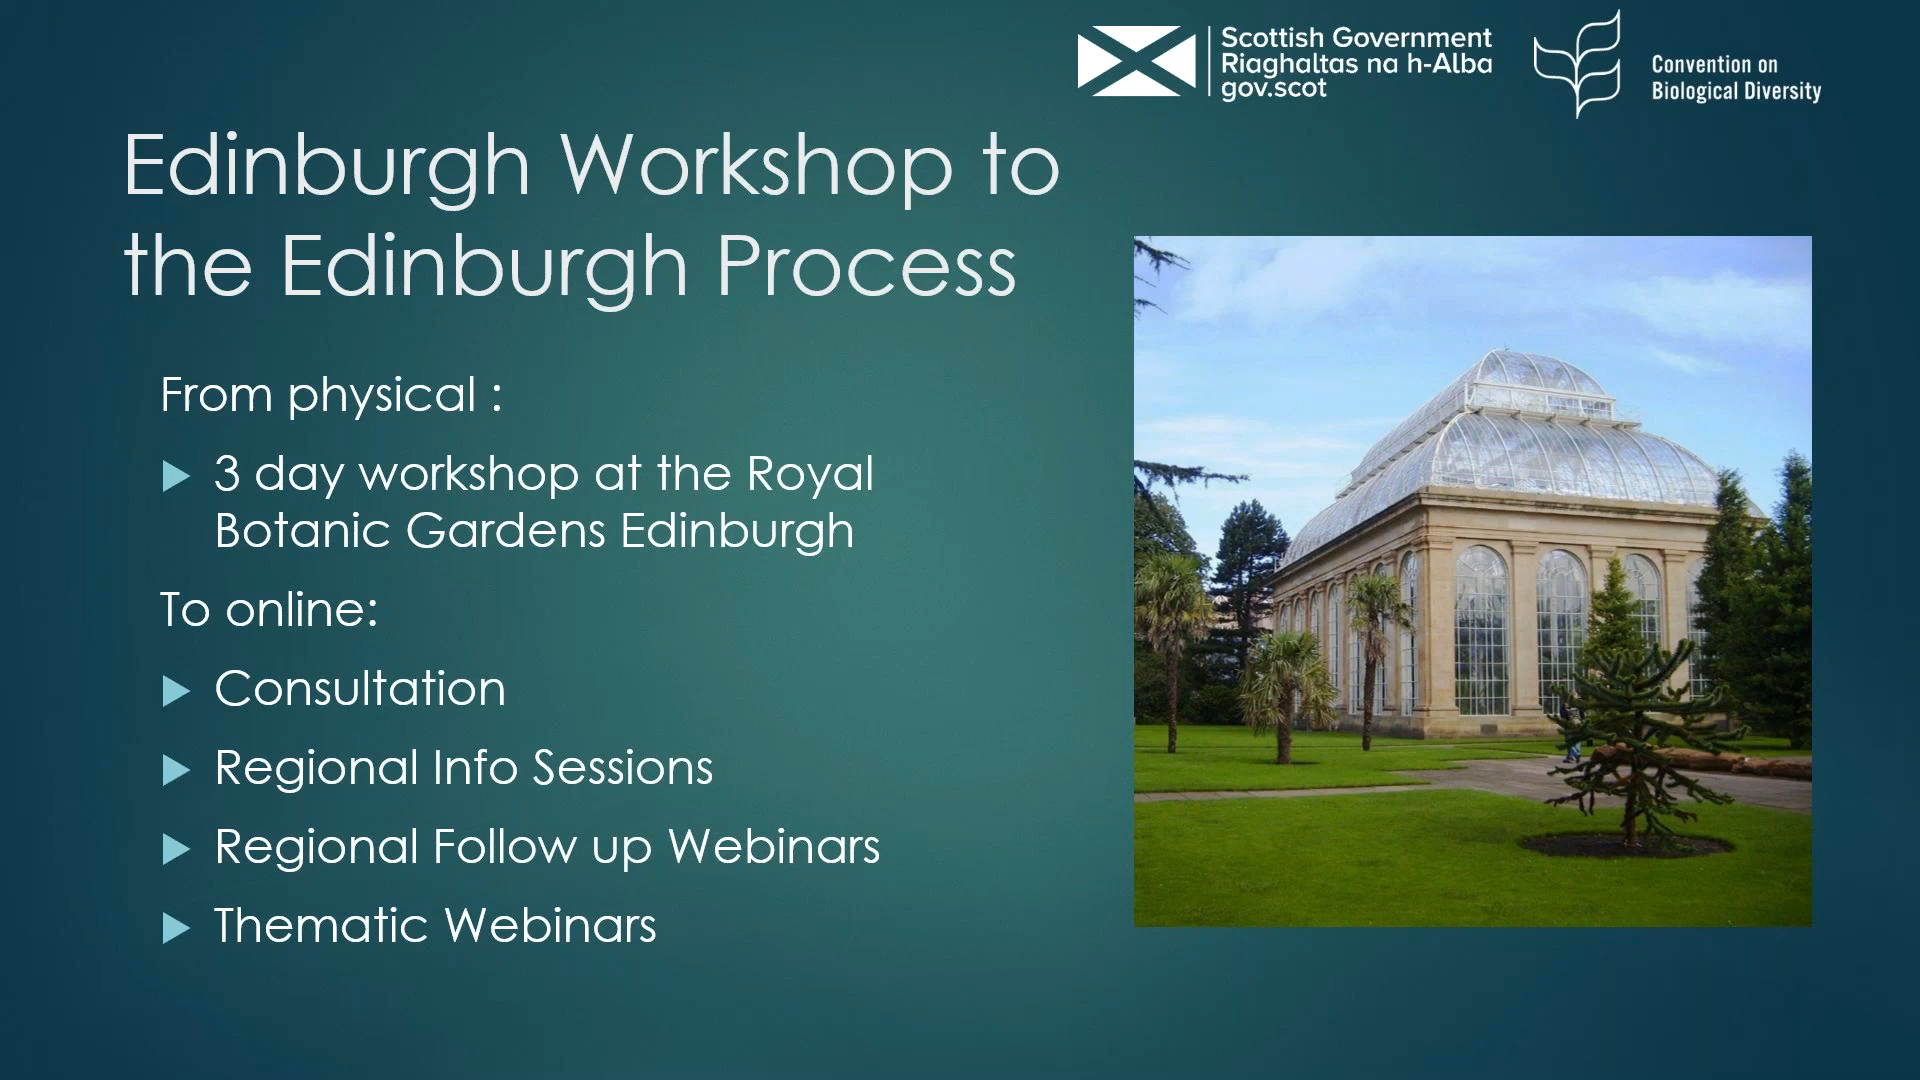 Scottish Government
Riaghaltas na h-Alba
gov.scot
Convention on
Biological Diversity
Edinburgh Workshop to
the Edinburgh Process
From physical :
3 day workshop at the Royal
Botanic Gardens Edinburgh
To online:
Consultation
Regional Info Sessions
Regional Follow up Webinars
Thematic Webinars